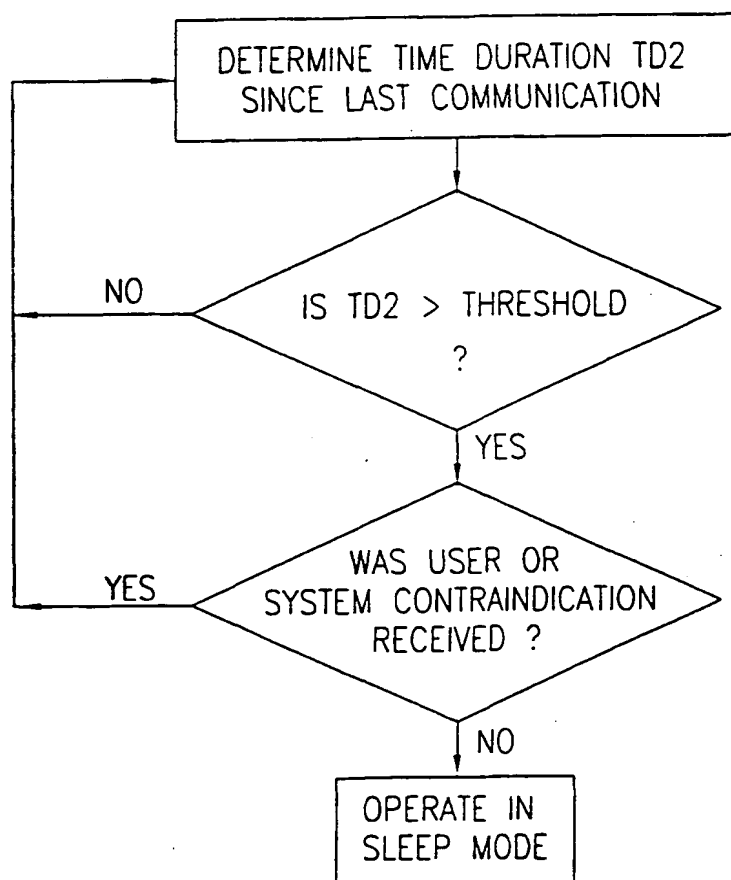 DETERMINE TIME DURATION TD2
SINCE LAST COMMUNICATION
NO
IS TD2 > THRESHOLD
?
YES
WAS USER OR
YES
SYSTEM CONTRAINDICATION
RECEIVED ?
NO
OPERATE IN
SLEEP MODE